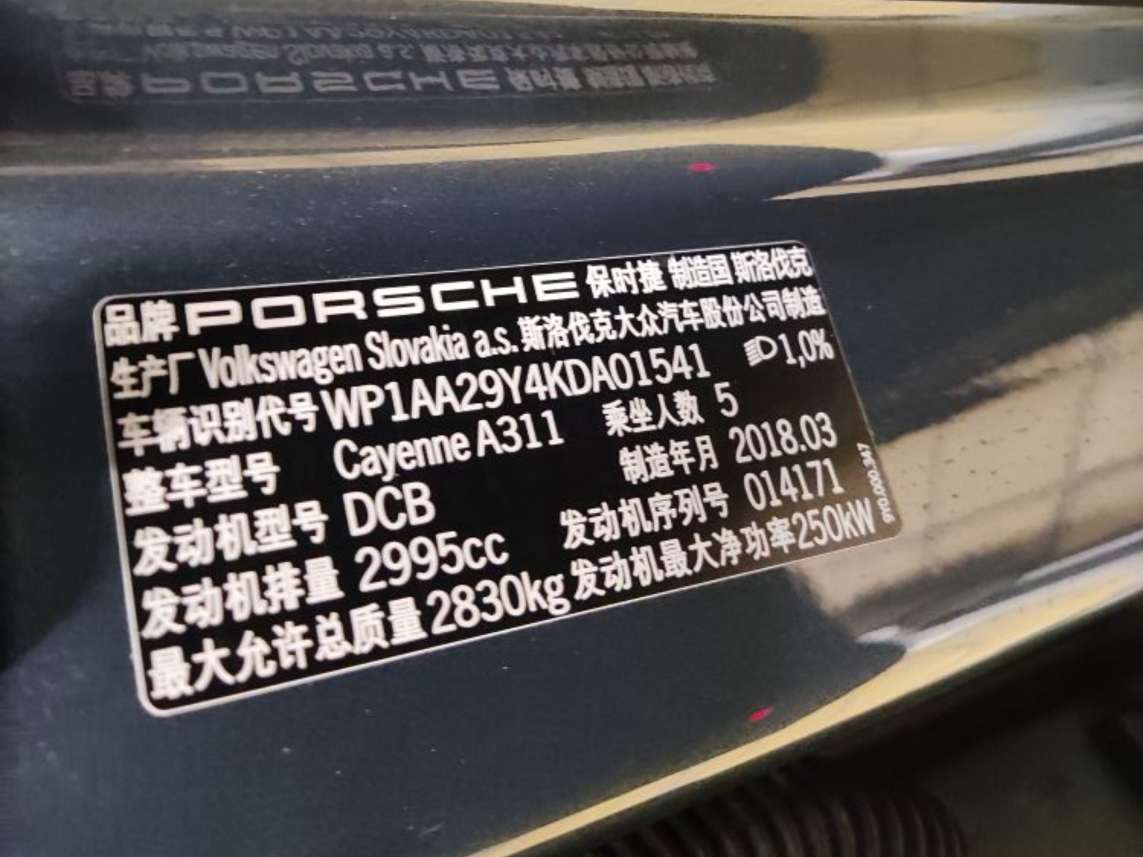 品牌 PORSCHE 保时捷 制造国 斯洛伐克
生产厂 Volkswagen Slovakia a.s. 斯洛伐克大众汽车股份公司制造
车辆识别代号 WP1AA29Y4KDA01541 1,0%
整车型号 Cayenne A311 乘坐人数 5
发动机型号 DCB 制造年月 2018.03
发动机排量 2995cc 发动机序列号 014171
最大允许总质量 2830kg 发动机最大净功率 250kW
9Y0.000.347